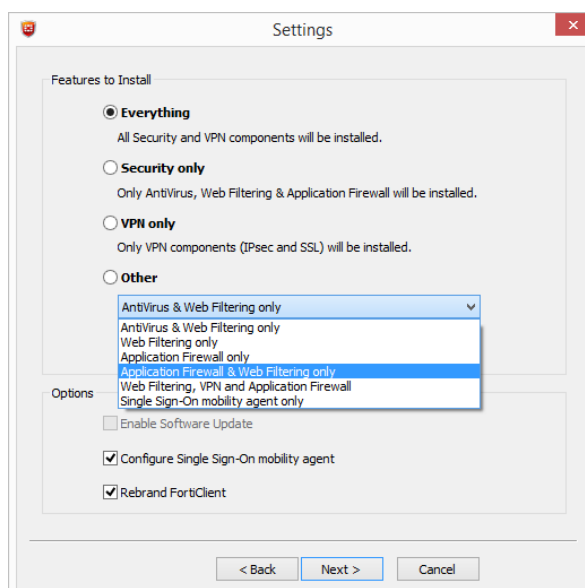 Settings
Features to Install
Everything
All Security and VPN components will be installed.
Security only
Only AntiVirus, Web Filtering & Application Firewall will be installed.
VPN only
Only VPN components (IPsec and SSL) will be installed.
Other
AntiVirus & Web Filtering only
AntiVirus & Web Filtering only
Web Filtering only
Application Firewall only
Application Firewall & Web Filtering only
Web Filtering, VPN and Application Firewall
Single Sign-On mobility agent only
Options
Enable Software Update
Configure Single Sign-On mobility agent
Rebrand FortiClient
< Back Next > Cancel